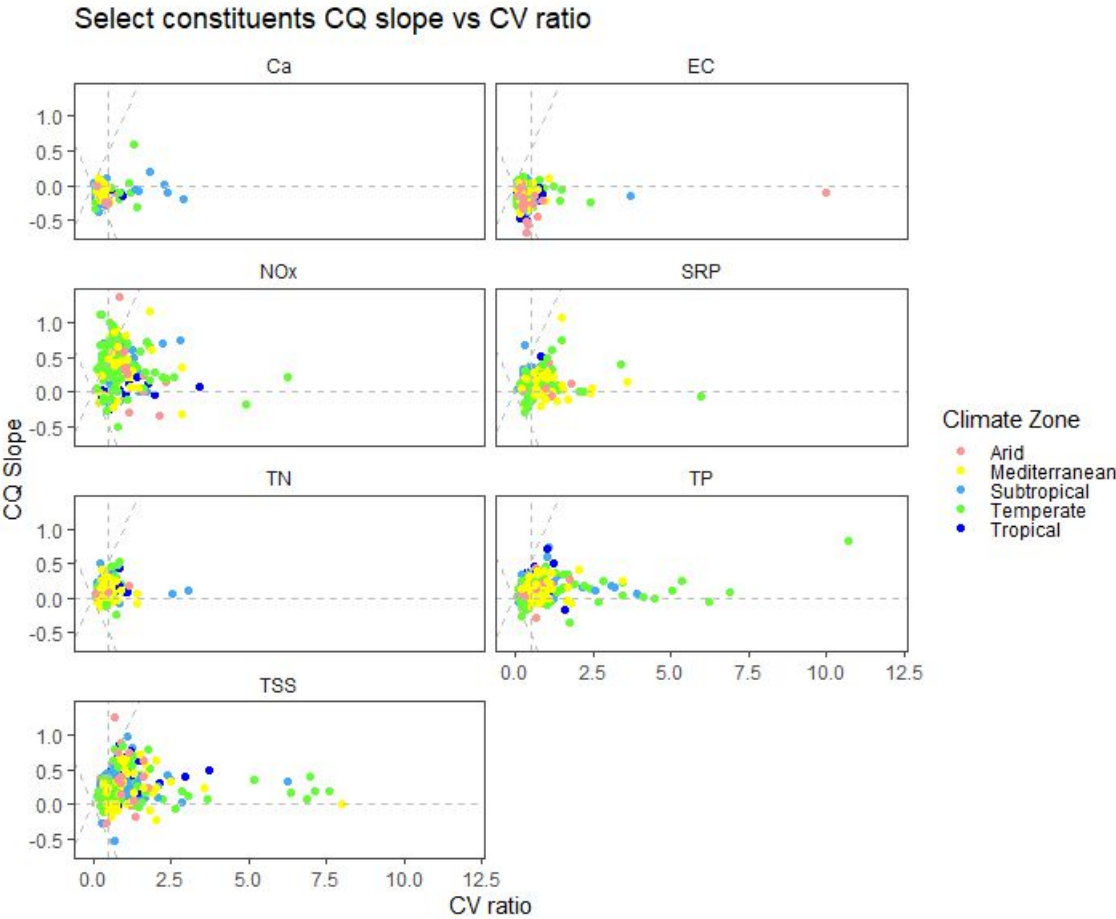 Select constituents CQ slope vs CV ratio
Ca
EC
1.0
0.5
0.0
-0.5
NOx
SRP
1.0
0.5
0.0
-0.5
TN
TP
1.0
0.5
0.0
-0.5
0.0 2.5 5.0 7.5 10.0 12.5
TSS
1.0
0.5
0.0
-0.5
0.0 2.5 5.0 7.5 10.0 12.5
CQ Slope
CV ratio
Climate Zone
Arid
Mediterranean
Subtropical
Temperate
Tropical